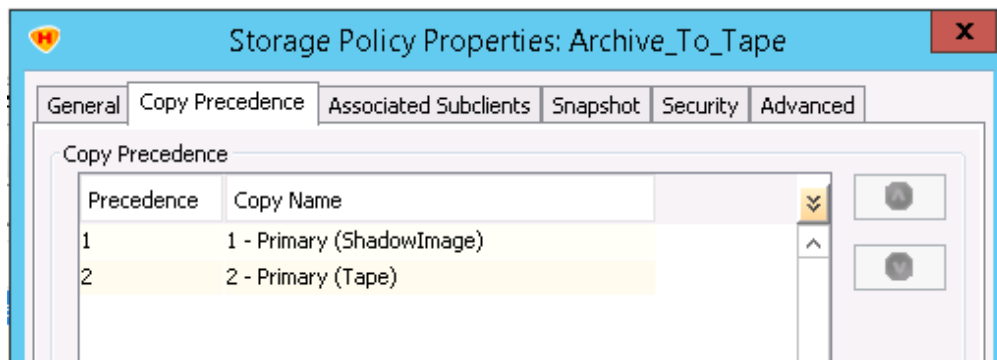 Storage Policy Properties: Archive_To_Tape
x
General Copy Precedence Associated Subclients Snapshot Security Advanced
Copy Precedence
Precedence Copy Name
1 1 - Primary (ShadowImage)
2 2 - Primary (Tape)